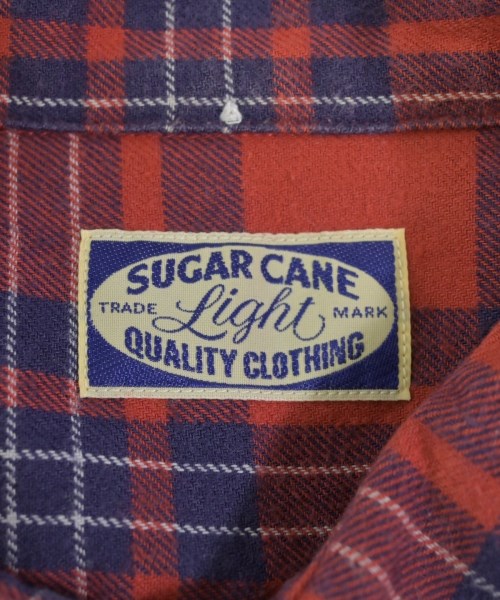 SUGAR CANE
TRADE Light MARK
QUALITY CLOTHING